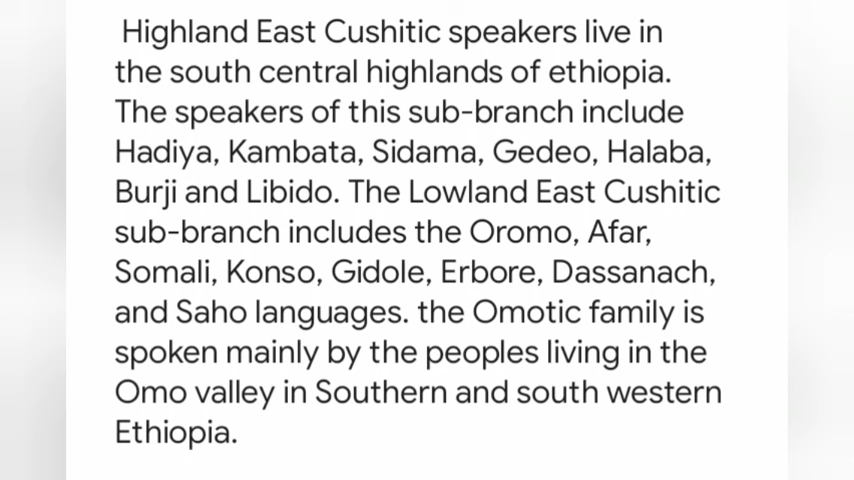 Highland East Cushitic speakers live in
the south central highlands of ethiopia.
The speakers of this sub-branch include
Hadiya, Kambata, Sidama, Gedeo, Halaba,
Burji and Libido. The Lowland East Cushitic
sub-branch includes the Oromo, Afar,
Somali, Konso, Gidole, Erbore, Dassanach,
and Saho languages. the Omotic family is
spoken mainly by the peoples living in the
Omo valley in Southern and south western
Ethiopia.